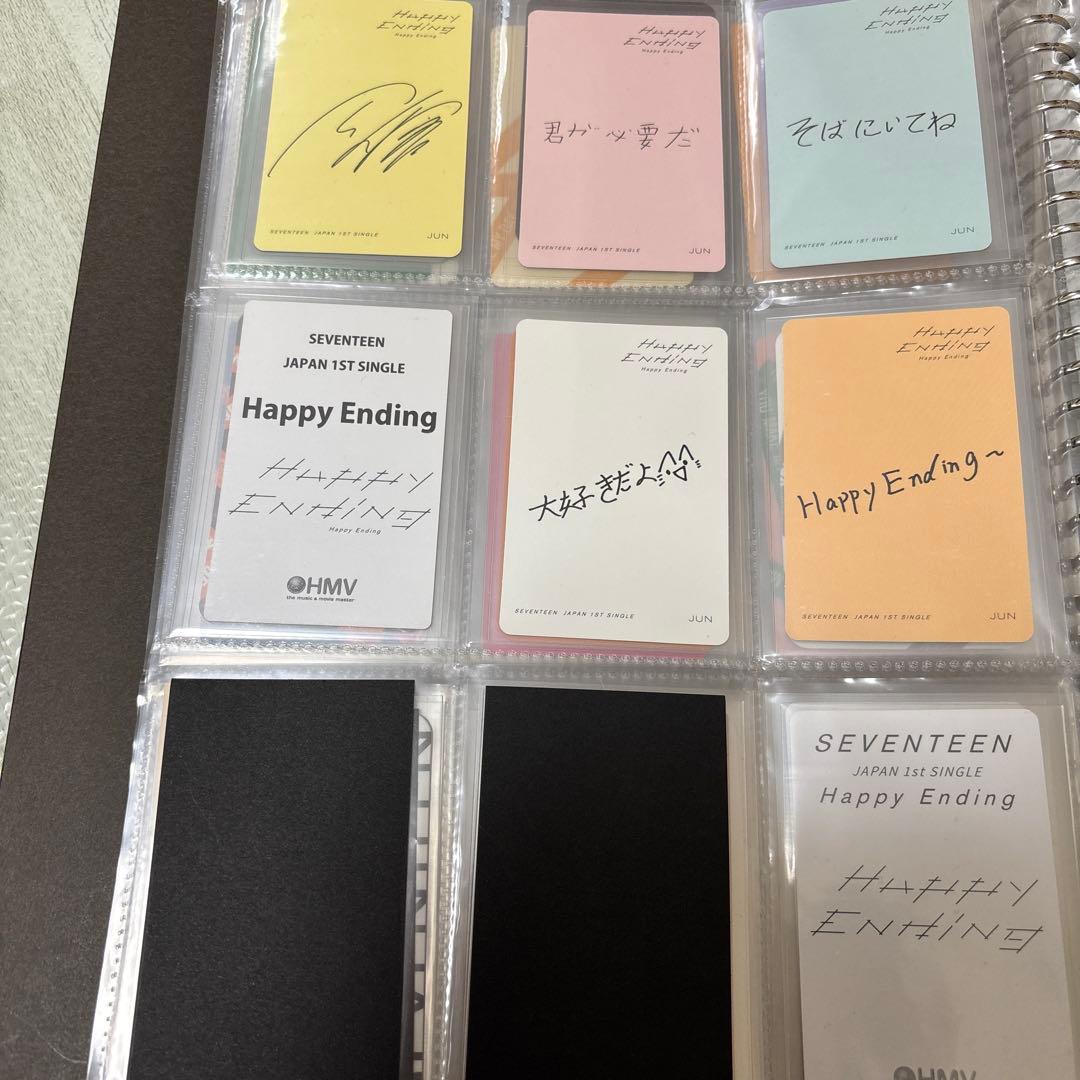 Happy
Ending
Happy Ending
SEVENTEEN JAPAN 1ST SINGLE
JUN
Happy
Ending
Happy Ending
君が必要だ
SEVENTEEN JAPAN 1ST SINGLE
JUN
Happy
Ending
Happy Ending
そばにいてね
SEVENTEEN JAPAN 1ST SINGLE
JUN
SEVENTEEN
JAPAN 1ST SINGLE
Happy Ending
Happy
Ending
Happy Ending
HMV
the music & movie master
Happy
Ending
Happy Ending
大好きだよ
SEVENTEEN JAPAN 1ST SINGLE
JUN
Happy
Ending
Happy Ending
Happy Ending~
SEVENTEEN JAPAN 1ST SINGLE
JUN
SEVENTEEN
JAPAN 1st SINGLE
Happy Ending
Happy
Ending
HMV